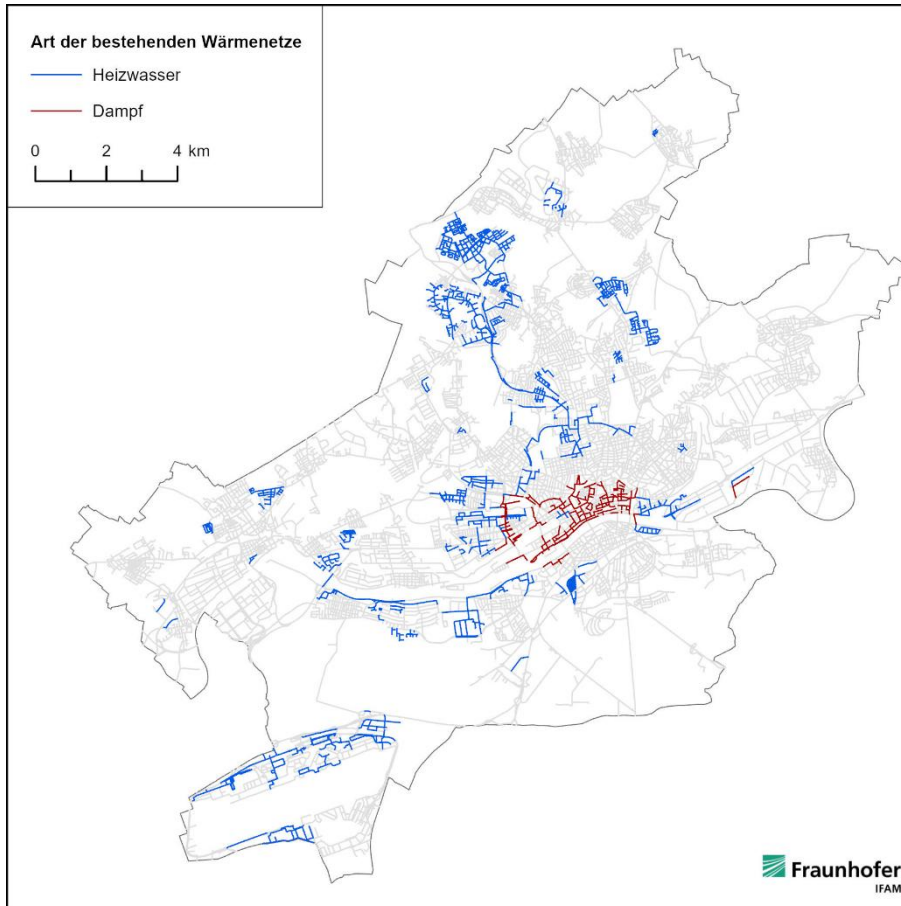 Art der bestehenden Wärmenetze
Heizwasser
Dampf
0 2 4 km
Fraunhofer
IFAM